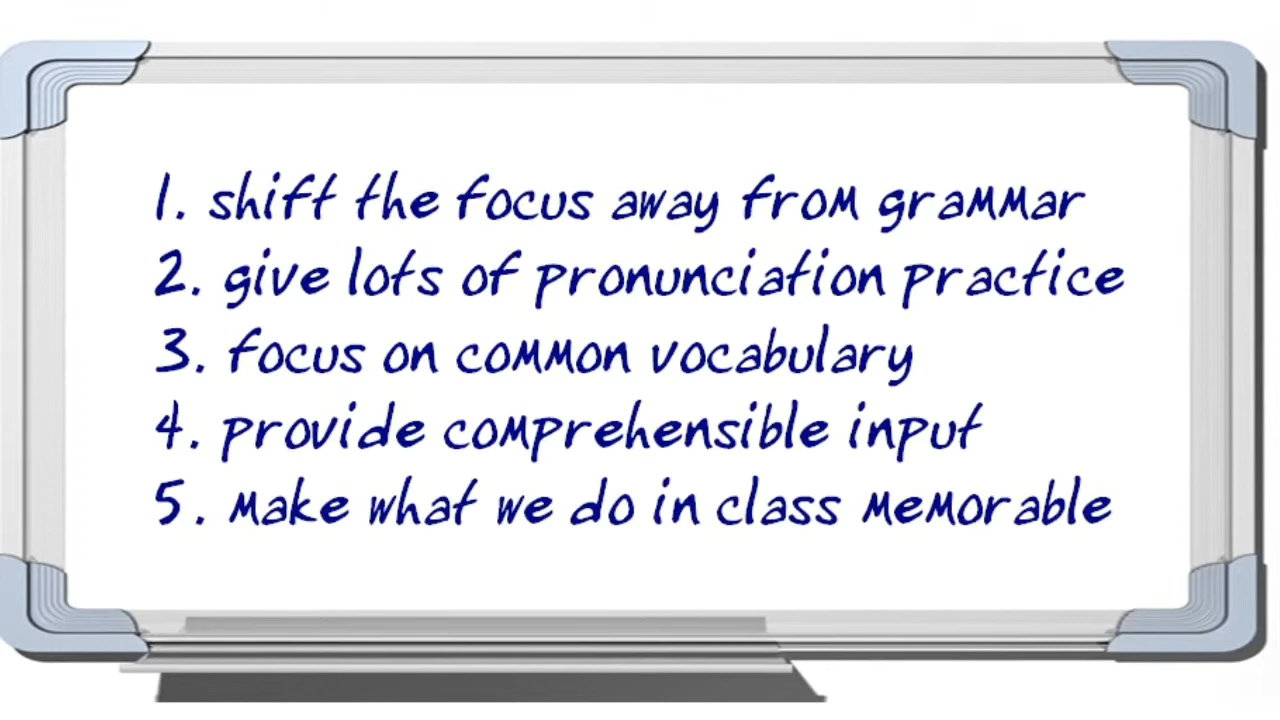 1. shift the focus away from grammar
2. give lots of pronunciation practice
3. focus on common vocabulary
4. provide comprehensible input
5. make what we do in class memorable